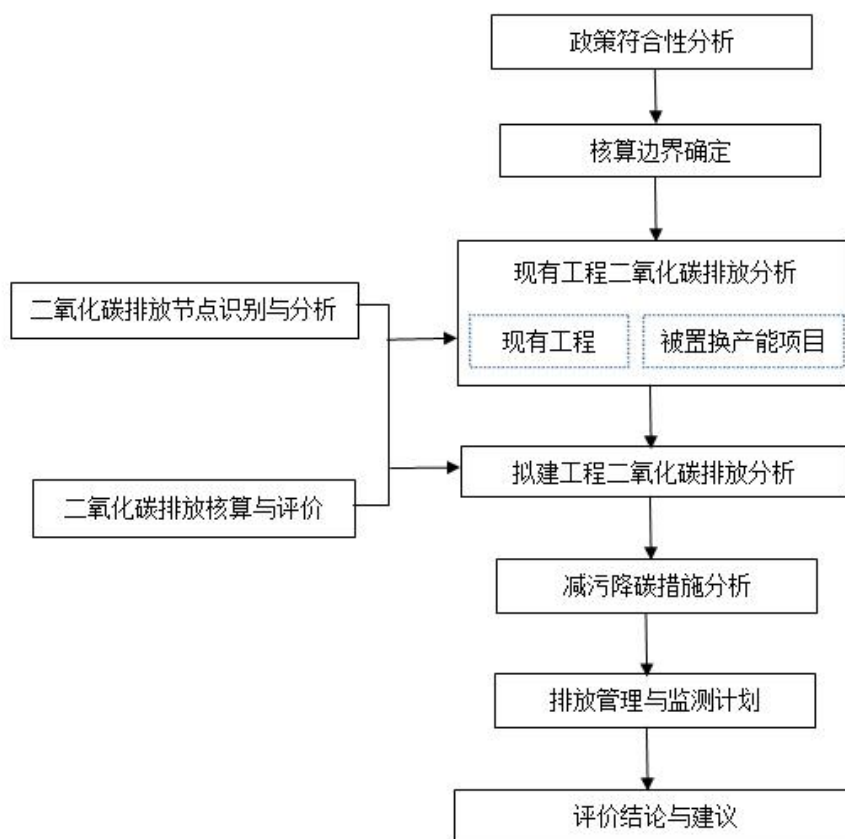 政策符合性分析
核算边界确定
现有工程二氧化碳排放分析
现有工程
被置换产能项目
二氧化碳排放节点识别与分析
二氧化碳排放核算与评价
拟建工程二氧化碳排放分析
减污降碳措施分析
排放管理与监测计划
评价结论与建议